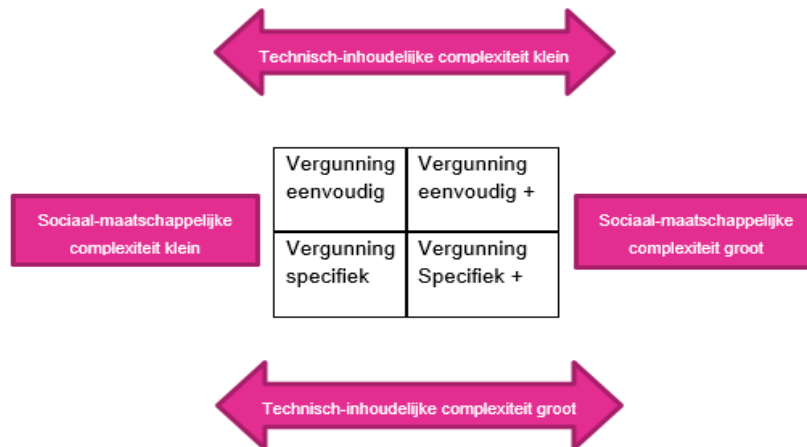 Technisch-inhoudelijke complexiteit klein
Vergunning
eenvoudig
Vergunning
eenvoudig +
Sociaal-maatschappelijke
complexiteit klein
Sociaal-maatschappelijke
complexiteit groot
Vergunning
specifiek
Vergunning
Specifiek +
Technisch-inhoudelijke complexiteit groot